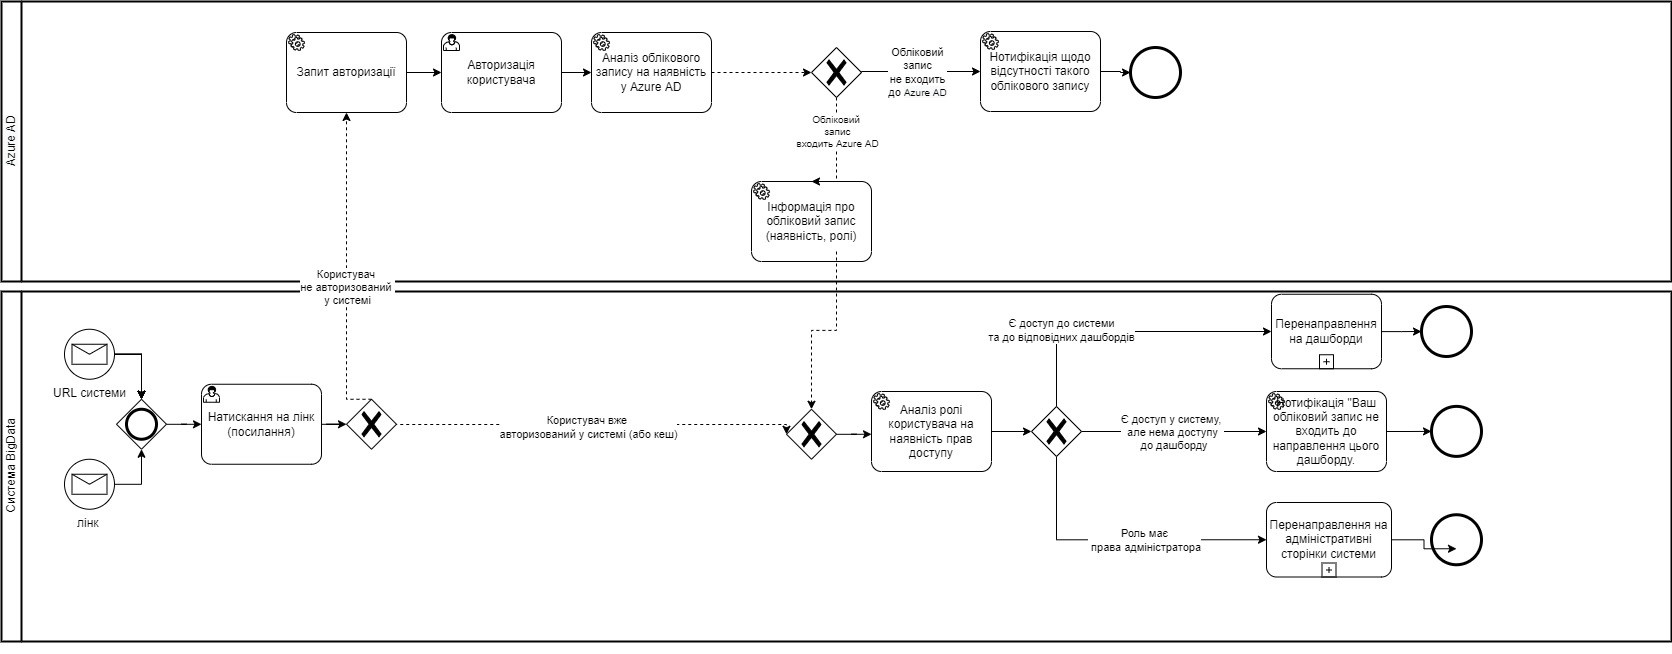 Azure AD
Запит авторизації
Авторизація
користувача
Аналіз облікового
запису на наявність
у Azure AD
Обліковий
запис
не входить
до Azure AD
Нотифікація щодо
відсутності такого
облікового запису
Обліковий
запис
входить Azure AD
Інформація про
обліковий запис
(наявність, ролі)
Користувач
не авторизований
у системі
Система BigData
URL системи
лінк
Натискання на лінк
(посилання)
Користувач вже
авторизований у системі (або кеш)
Аналіз ролі
користувача на
наявність прав
доступу
Є доступ до системи
та до відповідних дашбордів
Перенаправлення
на дашборди
Є доступ у систему,
але нема доступу
до дашборду
Нотифікація "Ваш
обліковий запис не
входить до
направлення цього
дашборду.
Роль має
права адміністратора
Перенаправлення на
адміністративні
сторінки системи